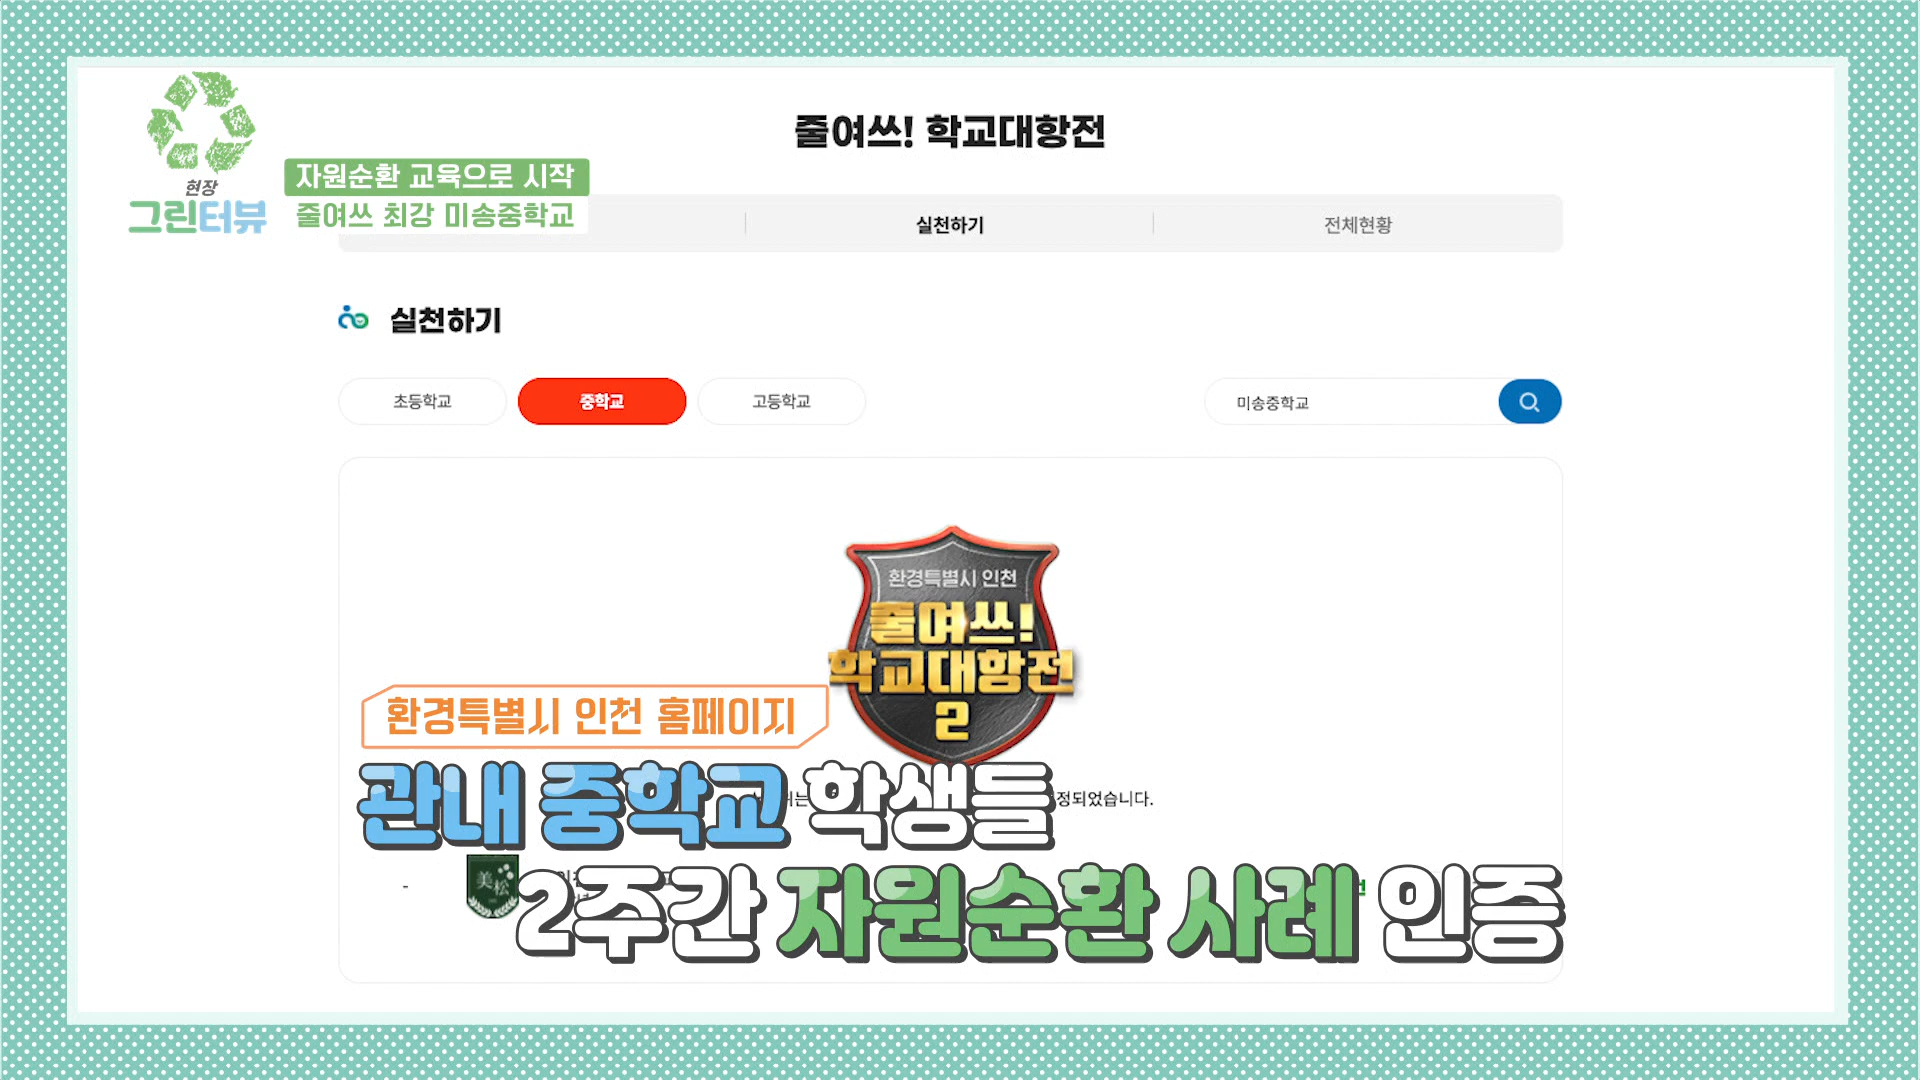 줄여쓰! 학교대항전
현장
그린터뷰
자원순환 교육으로 시작
줄여쓰 최강 미송중학교
실천하기
전체현황
실천하기
초등학교
중학교
고등학교
미송중학교
환경특별시 인천
줄여쓰!
학교대항전
2
환경특별시 인천 홈페이지
정되었습니다.
관내 중학교 학생들
-
美松
2주간 자원순환 사례 인증